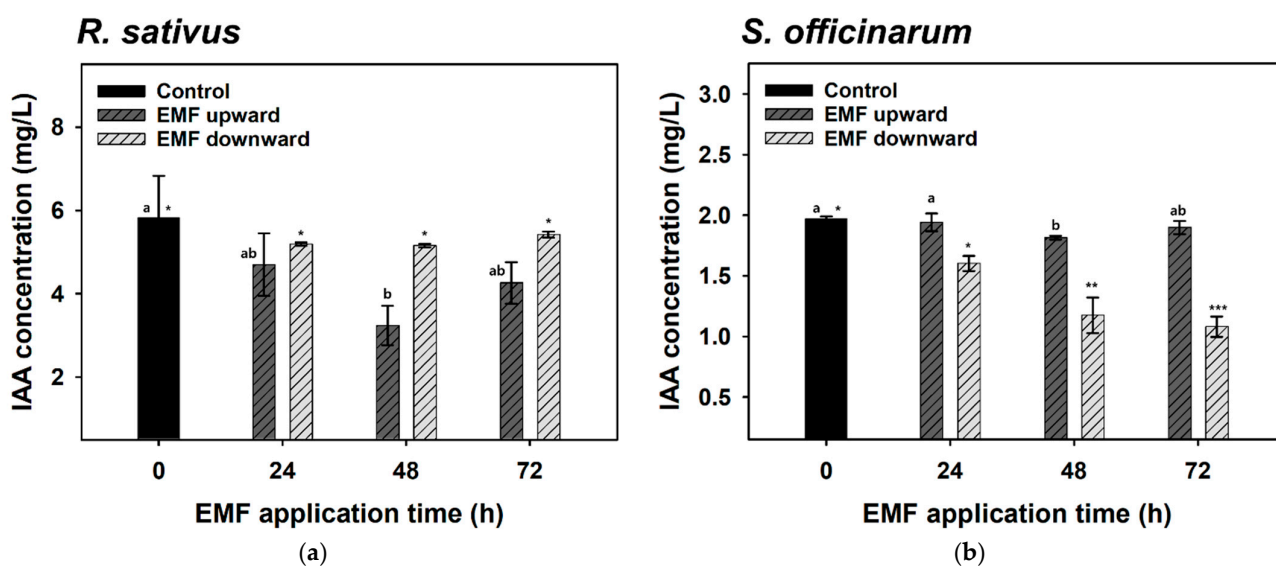 R. sativus
Control
EMF upward
EMF downward
IAA concentration (mg/L)
8
6
4
2
a *
ab
*
b
*
ab
*
0 24 48 72
EMF application time (h)
(a)
S. officinarum
Control
EMF upward
EMF downward
IAA concentration (mg/L)
3.0
2.5
2.0
1.5
1.0
0.5
a *
a
*
b
**
ab
***
0 24 48 72
EMF application time (h)
(b)